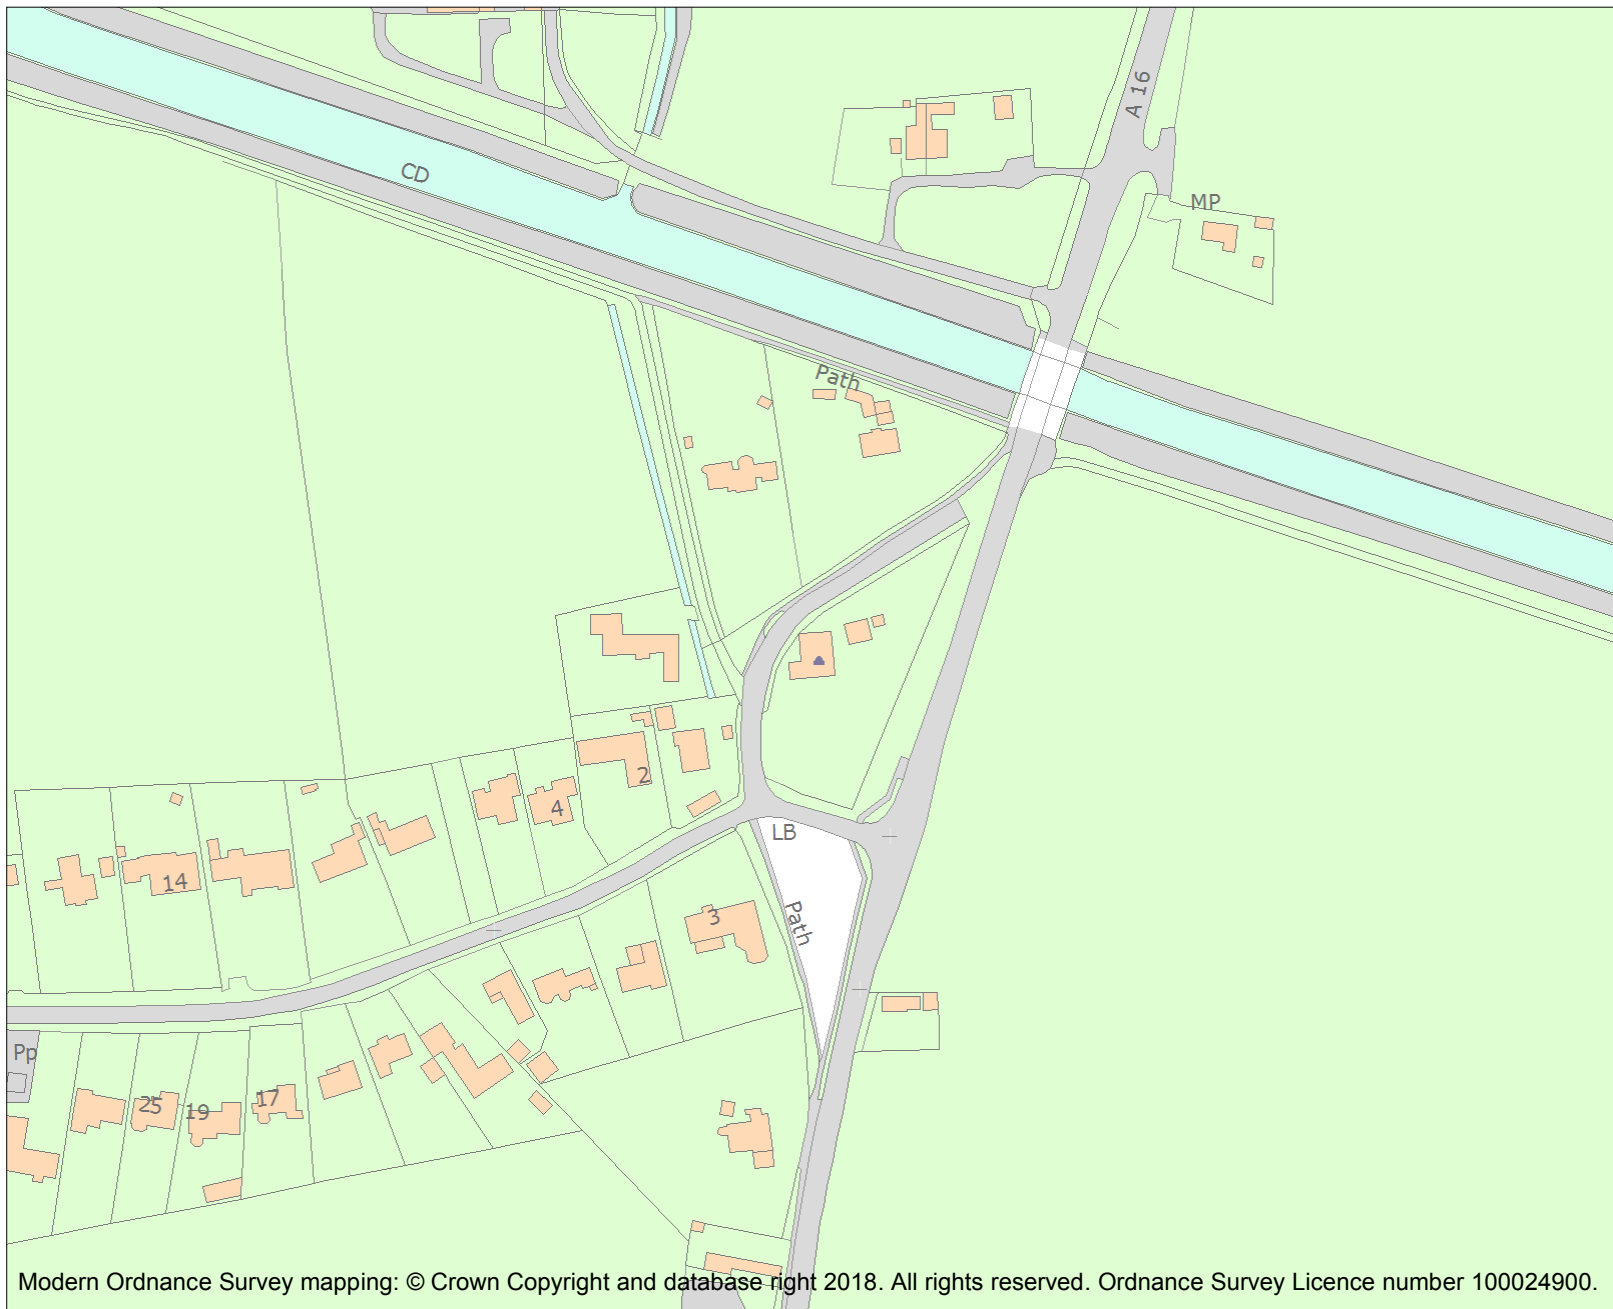 A 16
CD
MP
Path
2
4
LB
14
3
Path
Pp
25
19
17
Modern Ordnance Survey mapping: © Crown Copyright and database right 2018. All rights reserved. Ordnance Survey Licence number 100024900.